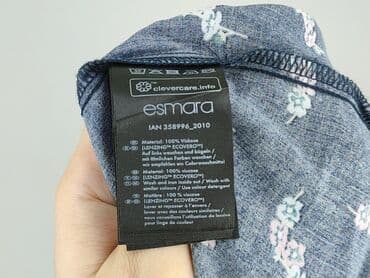 clevercare.info
esmara
IAN 358996_2010
Material: 100% Viskose
(LENZING™ ECOVERO™)
Auf links waschen und bügeln /
mit ähnlichen Farben waschen /
wir empfehlen ein Colorwaschmittel
Material: 100% viscose
(LENZING™ ECOVERO™)
Wash and iron inside out / Wash with
similar colours / Use colour detergent
Matière: 100% viscose
(LENZING™ ECOVERO™)
Laver et repasser à l'envers /
laver avec des couleurs similaires /
nous vous conseillons d'utiliser une lessive
pour linge de couleur